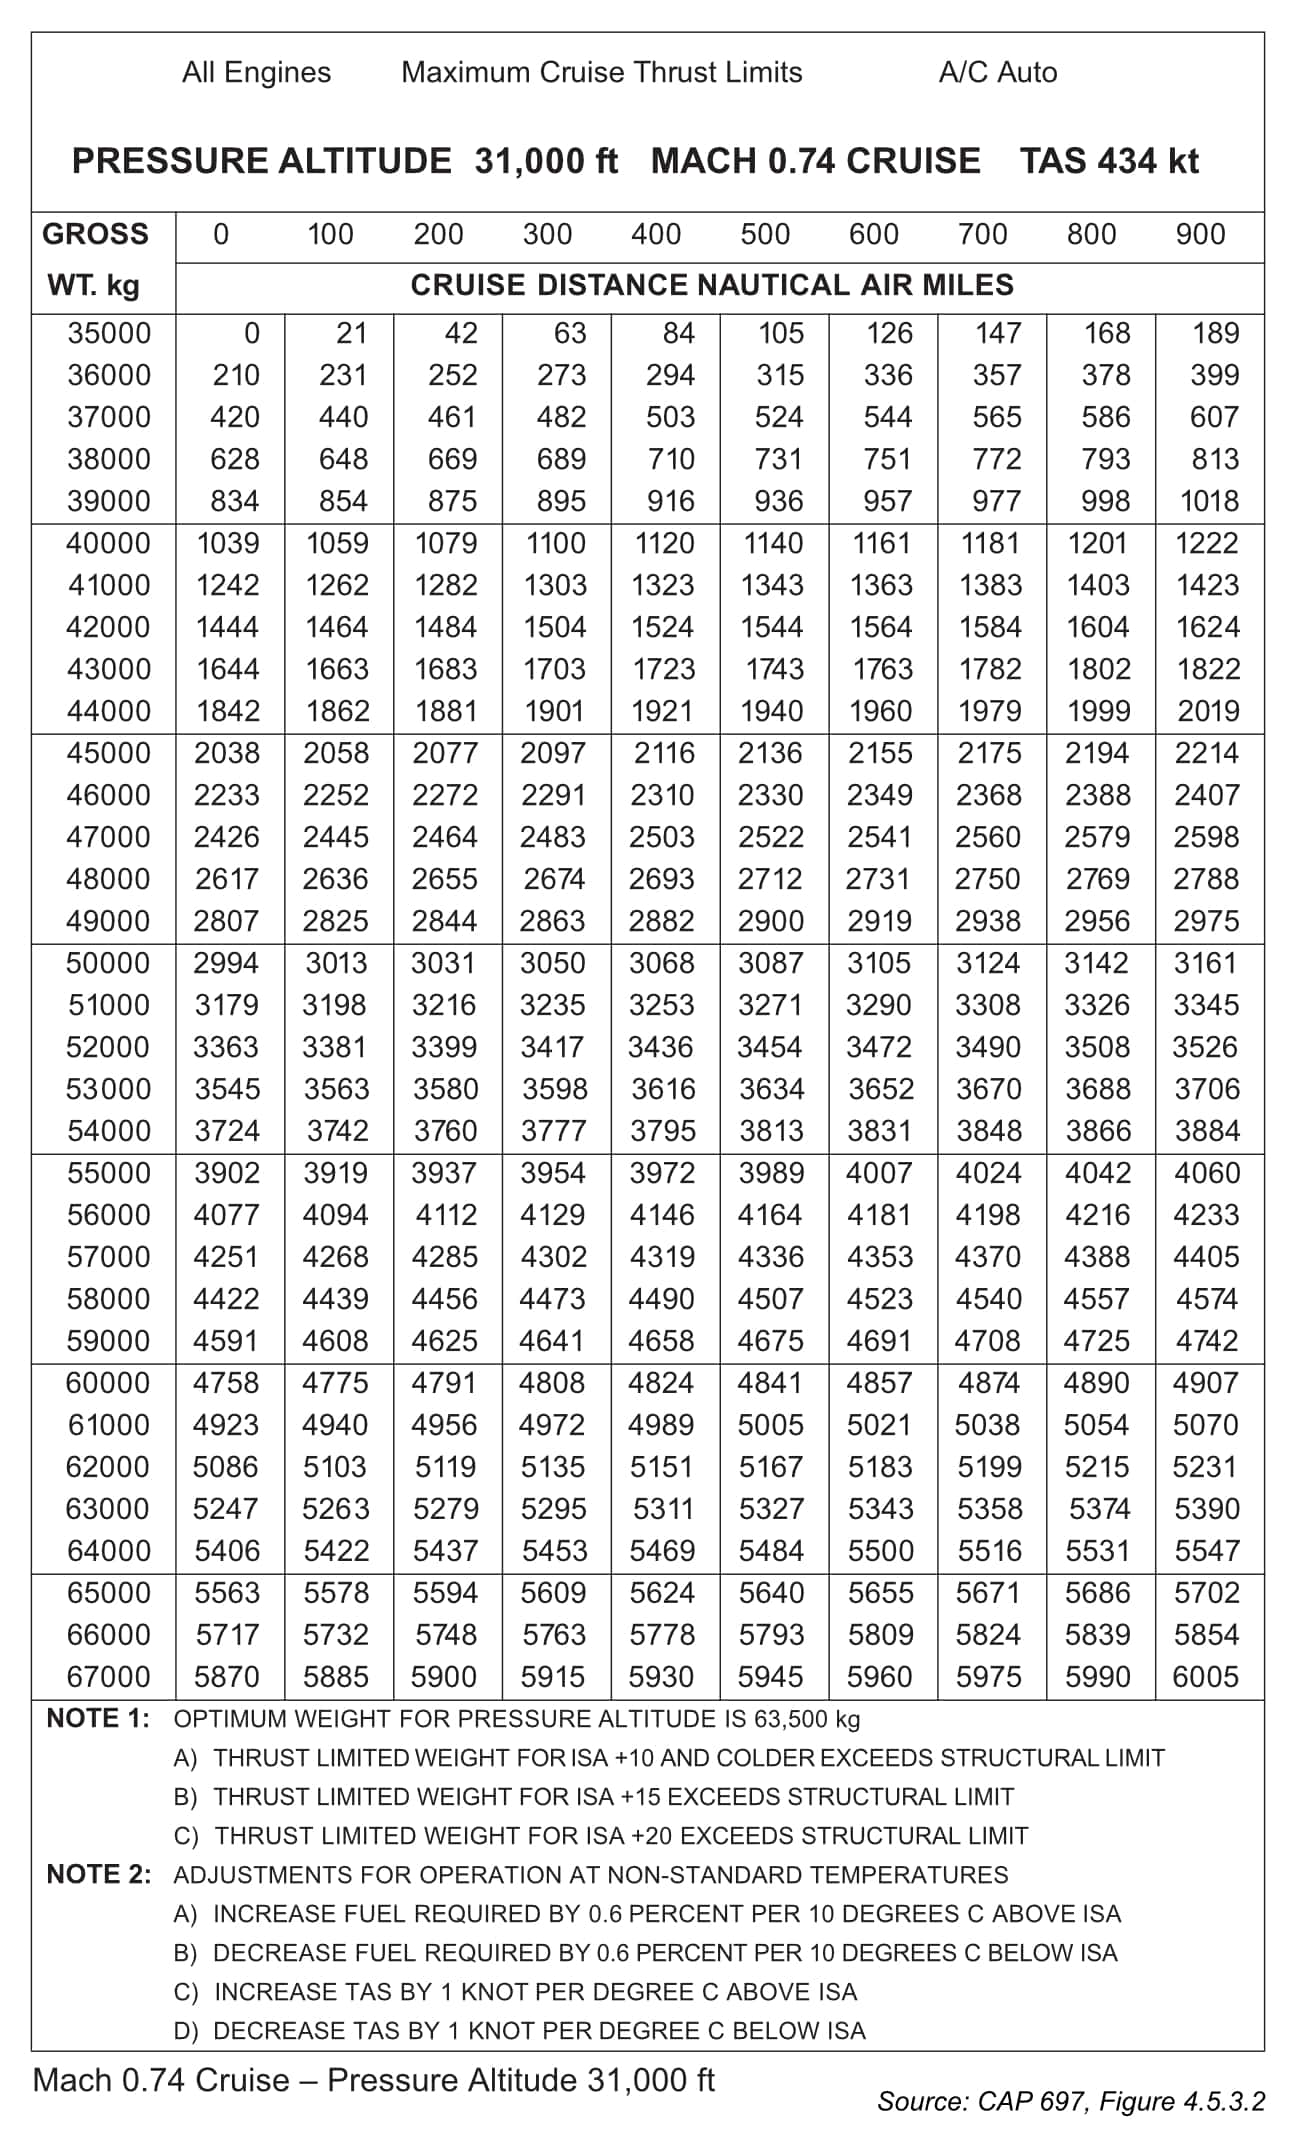 All Engines Maximum Cruise Thrust Limits A/C Auto
PRESSURE ALTITUDE 31,000 ft MACH 0.74 CRUISE TAS 434 kt
GROSS 0 100 200 300 400 500 600 700 800 900
WT. kg CRUISE DISTANCE NAUTICAL AIR MILES
35000 0 21 42 63 84 105 126 147 168 189
36000 210 231 252 273 294 315 336 357 378 399
37000 420 440 461 482 503 524 544 565 586 607
38000 628 648 669 689 710 731 751 772 793 813
39000 834 854 875 895 916 936 957 977 998 1018
40000 1039 1059 1079 1100 1120 1140 1161 1181 1201 1222
41000 1242 1262 1282 1303 1323 1343 1363 1383 1403 1423
42000 1444 1464 1484 1504 1524 1544 1564 1584 1604 1624
43000 1644 1663 1683 1703 1723 1743 1763 1782 1802 1822
44000 1842 1862 1881 1901 1921 1940 1960 1979 1999 2019
45000 2038 2058 2077 2097 2116 2136 2155 2175 2194 2214
46000 2233 2252 2272 2291 2310 2330 2349 2368 2388 2407
47000 2426 2445 2464 2483 2503 2522 2541 2560 2579 2598
48000 2617 2636 2655 2674 2693 2712 2731 2750 2769 2788
49000 2807 2825 2844 2863 2882 2900 2919 2938 2956 2975
50000 2994 3013 3031 3050 3068 3087 3105 3124 3142 3161
51000 3179 3198 3216 3235 3253 3271 3290 3308 3326 3345
52000 3363 3381 3399 3417 3436 3454 3472 3490 3508 3526
53000 3545 3563 3580 3598 3616 3634 3652 3670 3688 3706
54000 3724 3742 3760 3777 3795 3813 3831 3848 3866 3884
55000 3902 3919 3937 3954 3972 3989 4007 4024 4042 4060
56000 4077 4094 4112 4129 4146 4164 4181 4198 4216 4233
57000 4251 4268 4285 4302 4319 4336 4353 4370 4388 4405
58000 4422 4439 4456 4473 4490 4507 4523 4540 4557 4574
59000 4591 4608 4625 4641 4658 4675 4691 4708 4725 4742
60000 4758 4775 4791 4808 4824 4841 4857 4874 4890 4907
61000 4923 4940 4956 4972 4989 5005 5021 5038 5054 5070
62000 5086 5103 5119 5135 5151 5167 5183 5199 5215 5231
63000 5247 5263 5279 5295 5311 5327 5343 5358 5374 5390
64000 5406 5422 5437 5453 5469 5484 5500 5516 5531 5547
65000 5563 5578 5594 5609 5624 5640 5655 5671 5686 5702
66000 5717 5732 5748 5763 5778 5793 5809 5824 5839 5854
67000 5870 5885 5900 5915 5930 5945 5960 5975 5990 6005
NOTE 1: OPTIMUM WEIGHT FOR PRESSURE ALTITUDE IS 63,500 kg
A) THRUST LIMITED WEIGHT FOR ISA +10 AND COLDER EXCEEDS STRUCTURAL LIMIT
B) THRUST LIMITED WEIGHT FOR ISA +15 EXCEEDS STRUCTURAL LIMIT
C) THRUST LIMITED WEIGHT FOR ISA +20 EXCEEDS STRUCTURAL LIMIT
NOTE 2: ADJUSTMENTS FOR OPERATION AT NON-STANDARD TEMPERATURES
A) INCREASE FUEL REQUIRED BY 0.6 PERCENT PER 10 DEGREES C ABOVE ISA
B) DECREASE FUEL REQUIRED BY 0.6 PERCENT PER 10 DEGREES C BELOW ISA
C) INCREASE TAS BY 1 KNOT PER DEGREE C ABOVE ISA
D) DECREASE TAS BY 1 KNOT PER DEGREE C BELOW ISA
Mach 0.74 Cruise – Pressure Altitude 31,000 ft
Source: CAP 697, Figure 4.5.3.2